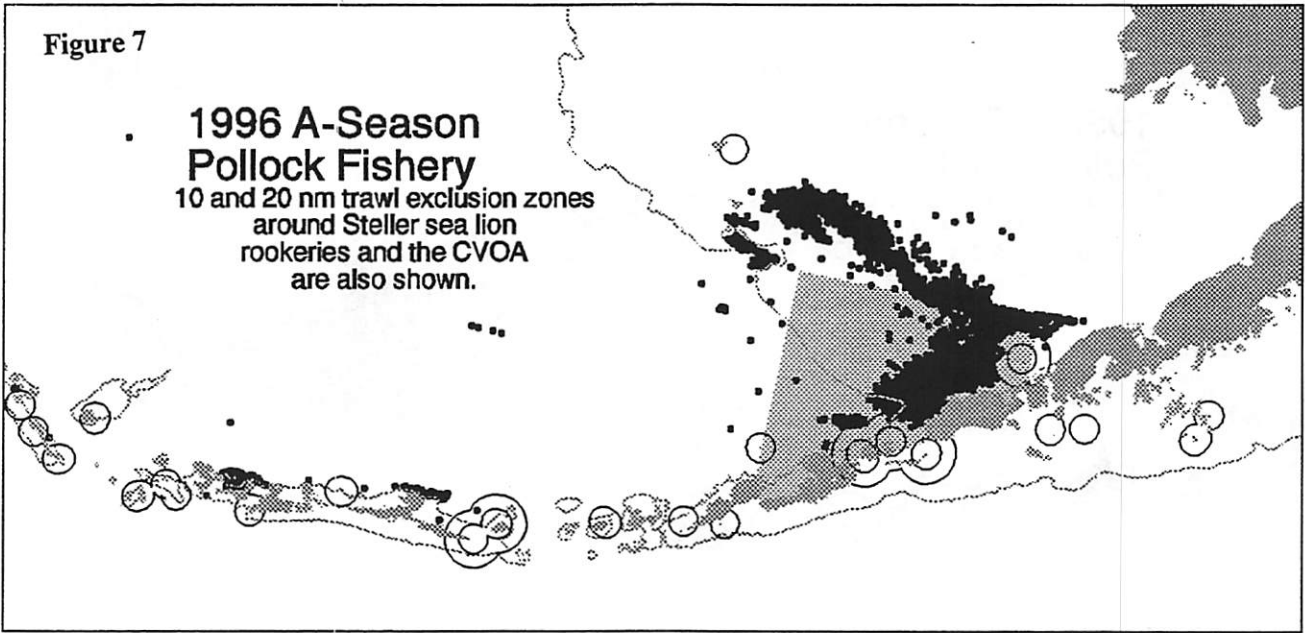 Figure 7
1996 A-Season
Pollock Fishery
10 and 20 nm trawl exclusion zones
around Steller sea lion
rookeries and the CVOA
are also shown.